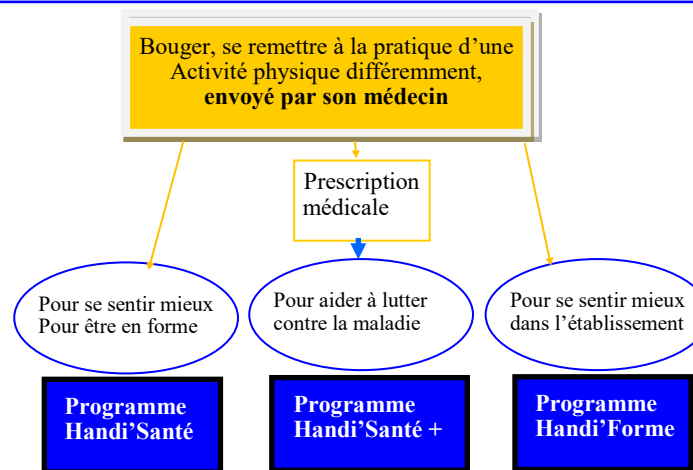 Bouger, se remettre à la pratique d’une
Activité physique différemment,
envoyé par son médecin
Prescription
médicale
Pour se sentir mieux
Pour être en forme
Pour aider à lutter
contre la maladie
Pour se sentir mieux
dans l’établissement
Programme
Handi’Santé
Programme
Handi’Santé +
Programme
Handi’Forme